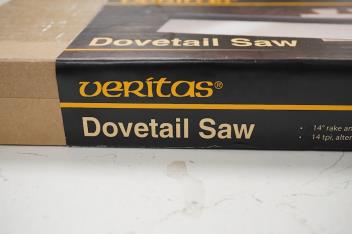 Dovetail Saw
veritas®
Dovetail Saw
• 14° rake an
• 14 tpi, alter